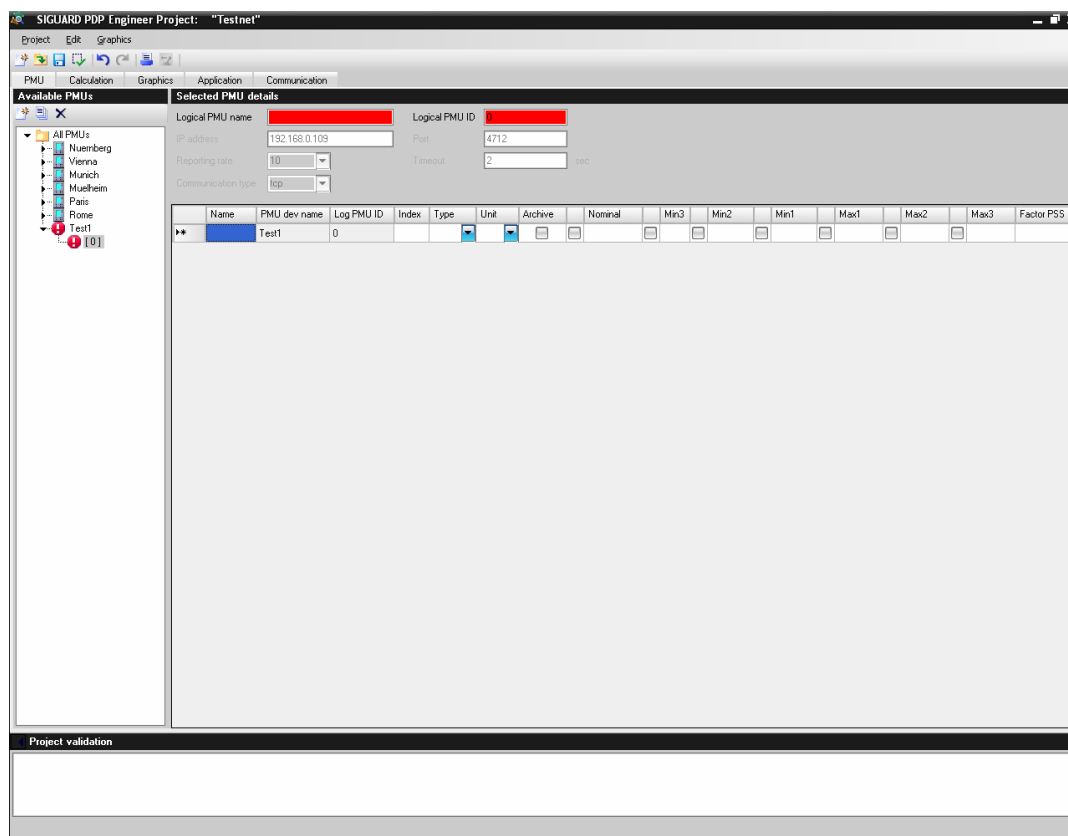 SIGUARD PDP Engineer Project: "Testnet"
Project Edit Graphics
PMU Calculation Graphics Application Communication
Available PMUs
All PMUs
Nuernberg
Vienna
Munich
Muelheim
Paris
Rome
Test1
[ 0 ]
Selected PMU details
Logical PMU name Logical PMU ID 0
IP address 192.168.0.109 Port 4712
Reporting rate 10 Timeout 2 sec
Communication type tcp
Name PMU dev name Log PMU ID Index Type Unit Archive Nominal Min3 Min2 Min1 Max1 Max2 Max3 Factor PSS
Test1 0
Project validation